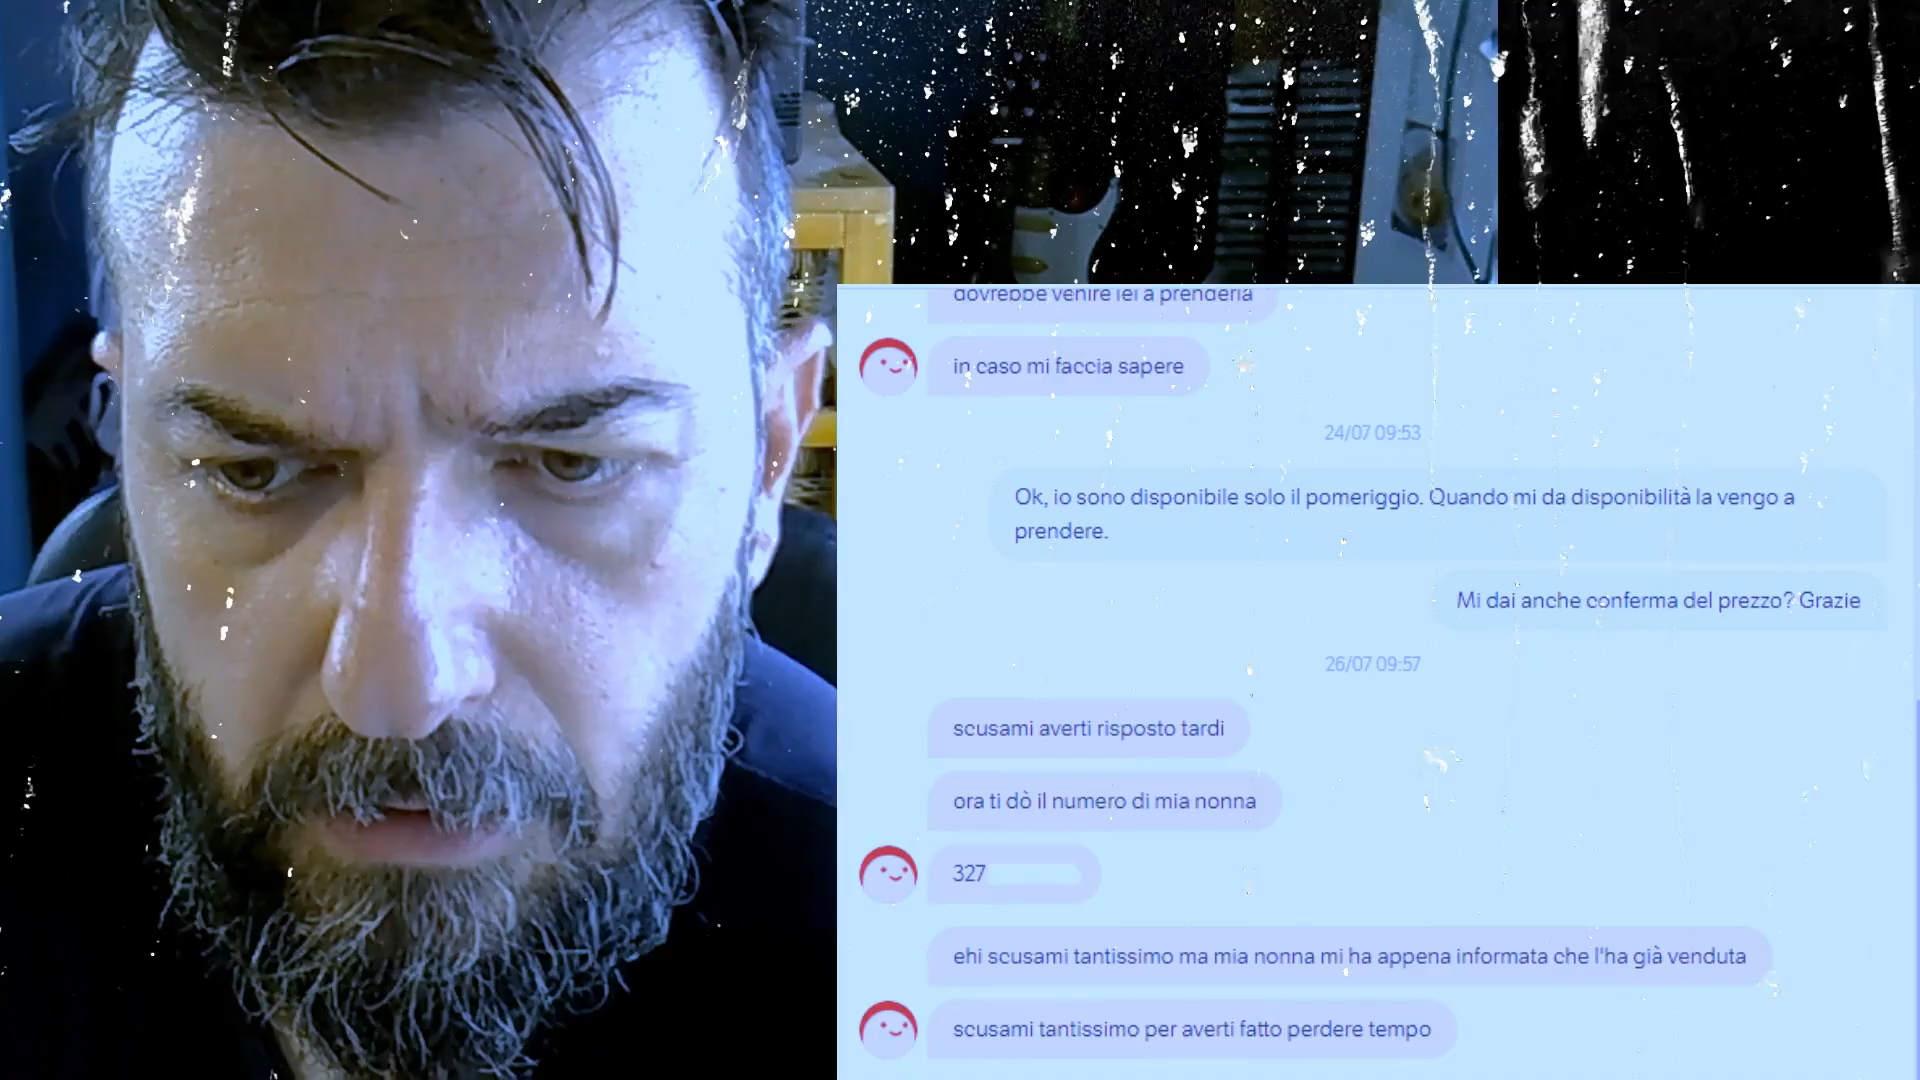 dovrebbe venire lei a prenderla
in caso mi faccia sapere
24/07 09:53
Ok, io sono disponibile solo il pomeriggio. Quando mi da disponibilità la vengo a
prendere.
Mi dai anche conferma del prezzo? Grazie
26/07 09:57
scusami averti risposto tardi
ora ti dò il numero di mia nonna
327
ehi scusami tantissimo ma mia nonna mi ha appena informata che l'ha già venduta
scusami tantissimo per averti fatto perdere tempo